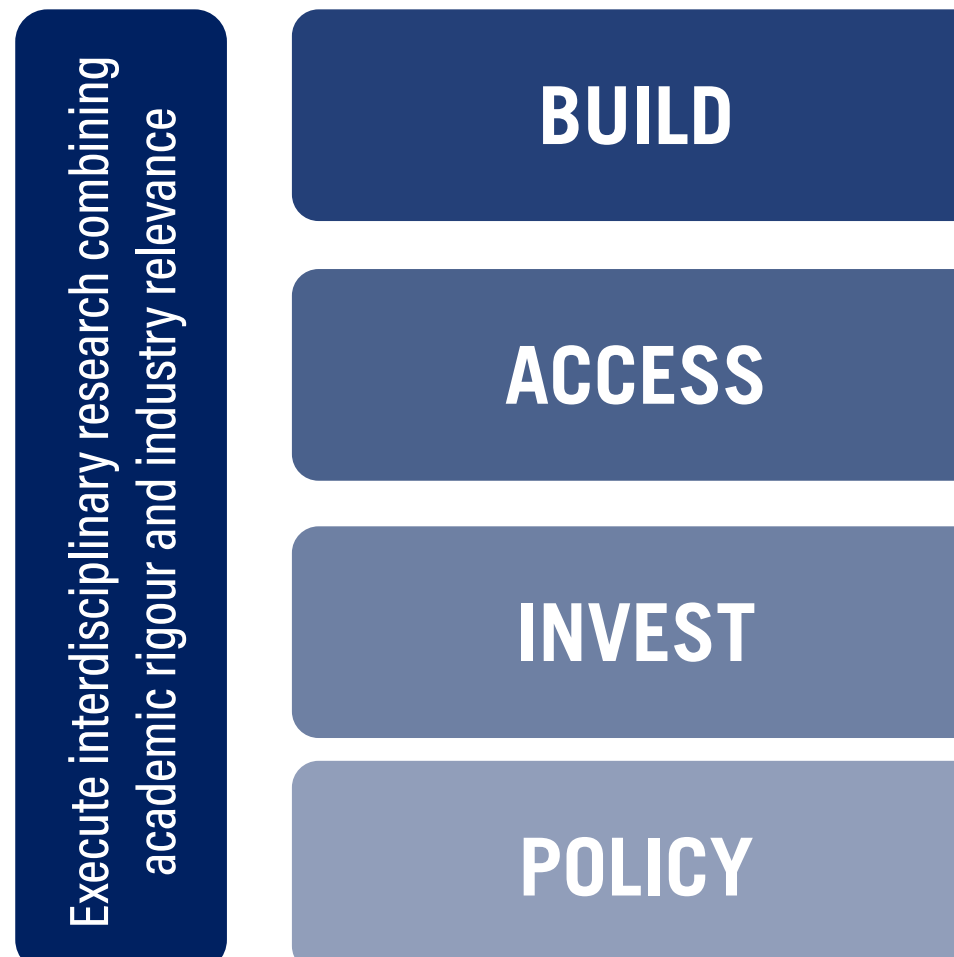 Execute interdisciplinary research combining
academic rigour and industry relevance
BUILD
ACCESS
INVEST
POLICY